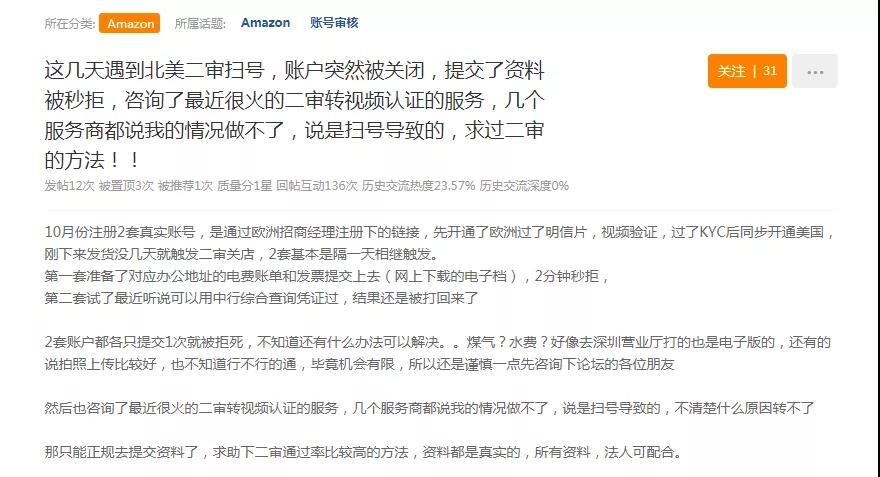 所在分类: Amazon 所属话题: Amazon 账号审核
这几天遇到北美二审扫号，账户突然被关闭，提交了资料
被秒拒，咨询了最近很火的二审转视频认证的服务，几个
服务商都说我的情况做不了，说是扫号导致的，求过二审
的方法！！
关注 | 31
...
发帖12次 被置顶3次 被推荐1次 质量分1星 回帖互动136次 历史交流热度23.57% 历史交流深度0%
10月份注册2套真实账号，是通过欧洲招商经理注册下的链接，先开通了欧洲过了明信片，视频验证，过了KYC后同步开通美国，
刚下来发货没几天就触发二审关店，2套基本是隔一天相继触发。
第一套准备了对应办公地址的电费账单和发票提交上去（网上下载的电子档），2分钟秒拒，
第二套试了最近听说可以用中行综合查询凭证过，结果还是被打回来了
2套账户都各只提交1次就被拒死，不知道还有什么办法可以解决。。煤气？水费？好像去深圳营业厅打的也是电子版的，还有的
说拍照上传比较好，也不知道行不行的通，毕竟机会有限，所以还是谨慎一点先咨询下论坛的各位朋友
然后也咨询了最近很火的二审转视频认证的服务，几个服务商都说我的情况做不了，说是扫号导致的，不清楚什么原因转不了
那只能正规去提交资料了，求助下二审通过率比较高的方法，资料都是真实的，所有资料，法人可配合。